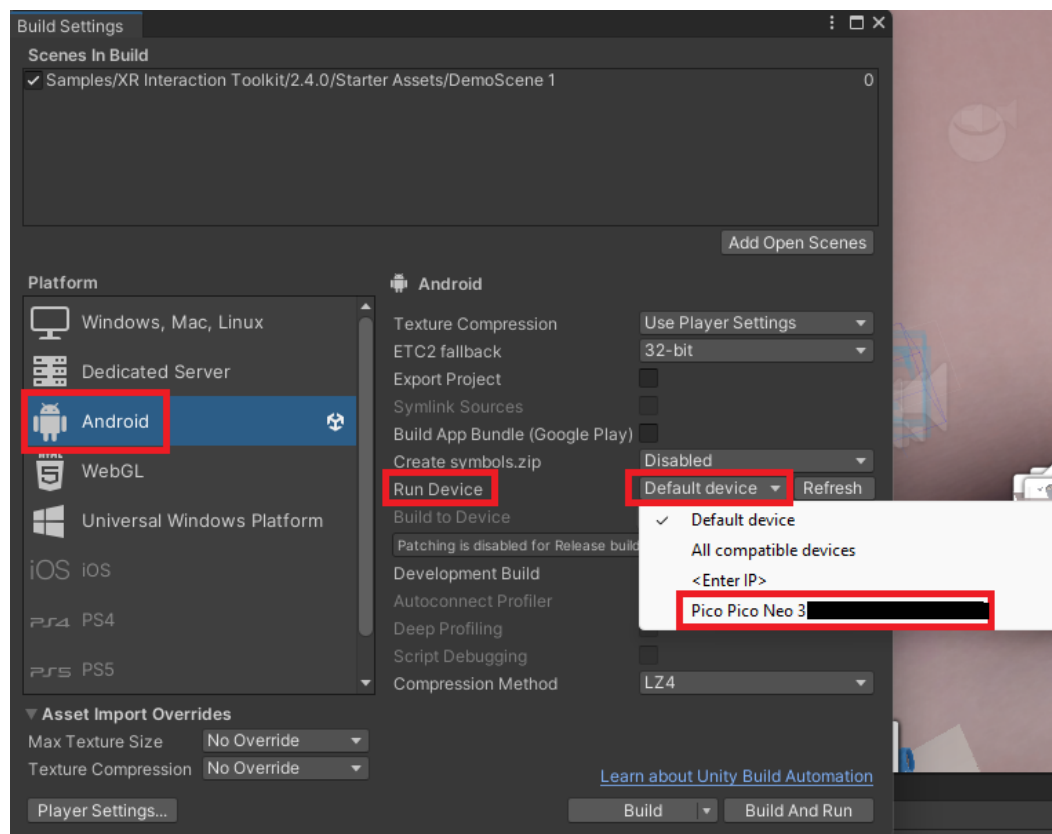 Build Settings
Scenes In Build
Samples/XR Interaction Toolkit/2.4.0/Starter Assets/DemoScene 1 0
Add Open Scenes
Platform
Windows, Mac, Linux
Dedicated Server
Android
HTML 5
WebGL
Universal Windows Platform
iOS iOS
PS4 PS4
PS5 PS5
Android
Texture Compression Use Player Settings
ETC2 fallback 32-bit
Export Project
Symlink Sources
Build App Bundle (Google Play)
Create symbols.zip Disabled
Run Device Default device Refresh
Build to Device
Patching is disabled for Release build
Default device
All compatible devices
<Enter IP>
Pico Pico Neo 3
Development Build
Autoconnect Profiler
Deep Profiling
Script Debugging
Compression Method LZ4
Asset Import Overrides
Max Texture Size No Override
Texture Compression No Override
Learn about Unity Build Automation
Player Settings... Build Build And Run